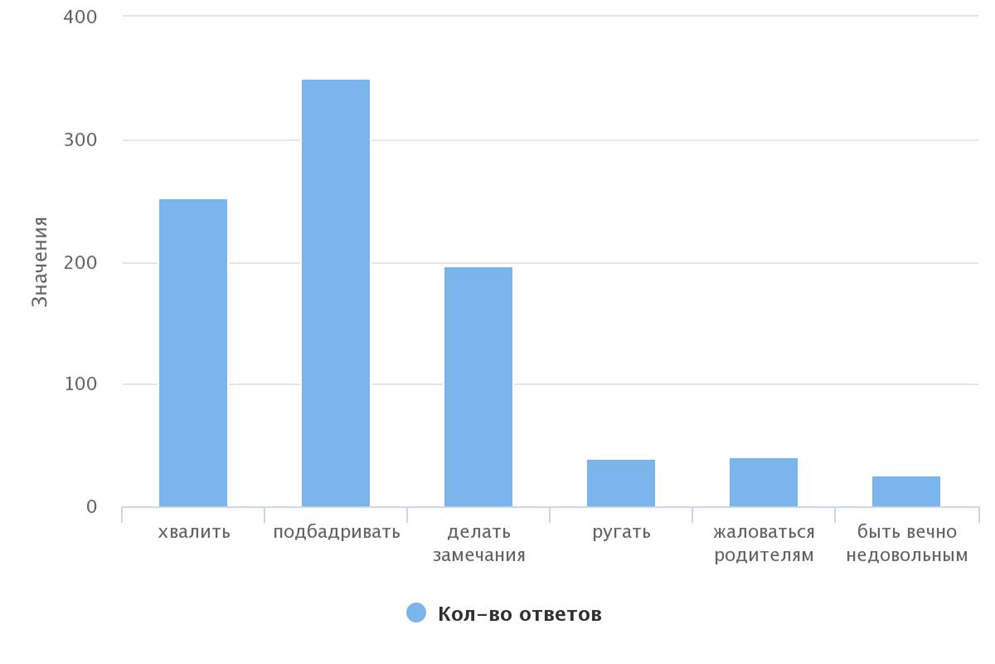 400
300
200
100
0
Значения
хвалить
подбадривать
делать
замечания
ругать
жаловаться
родителям
быть вечно
недовольным
Кол-во ответов